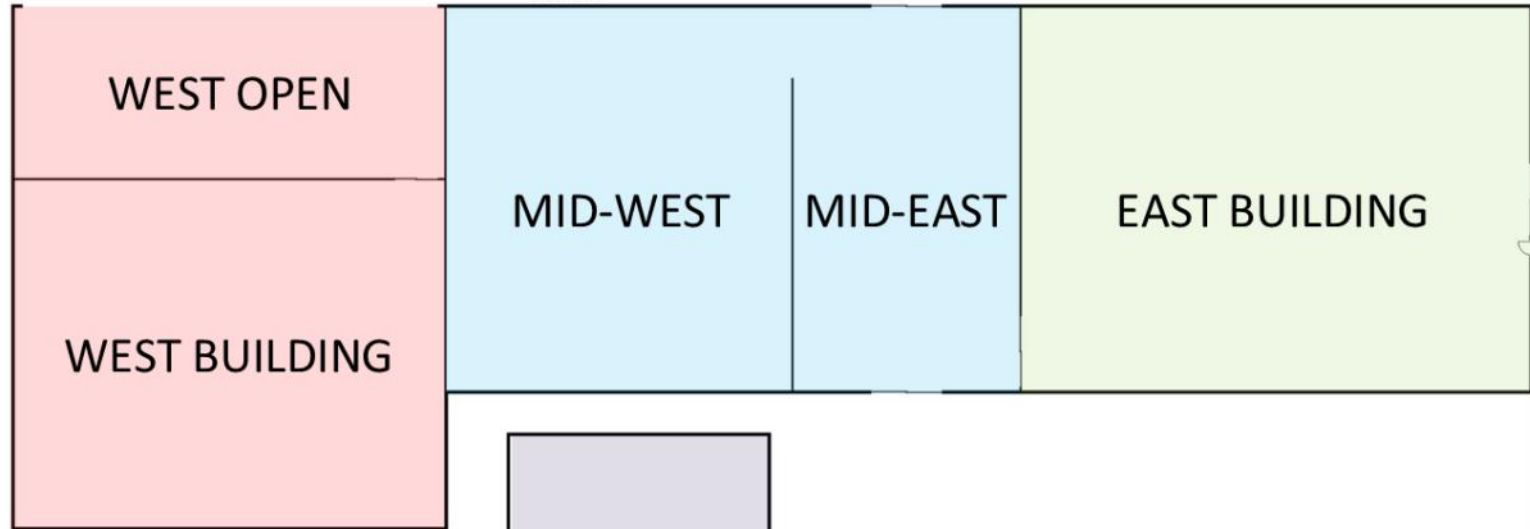 WEST OPEN
MID-WEST
MID-EAST
EAST BUILDING
WEST BUILDING